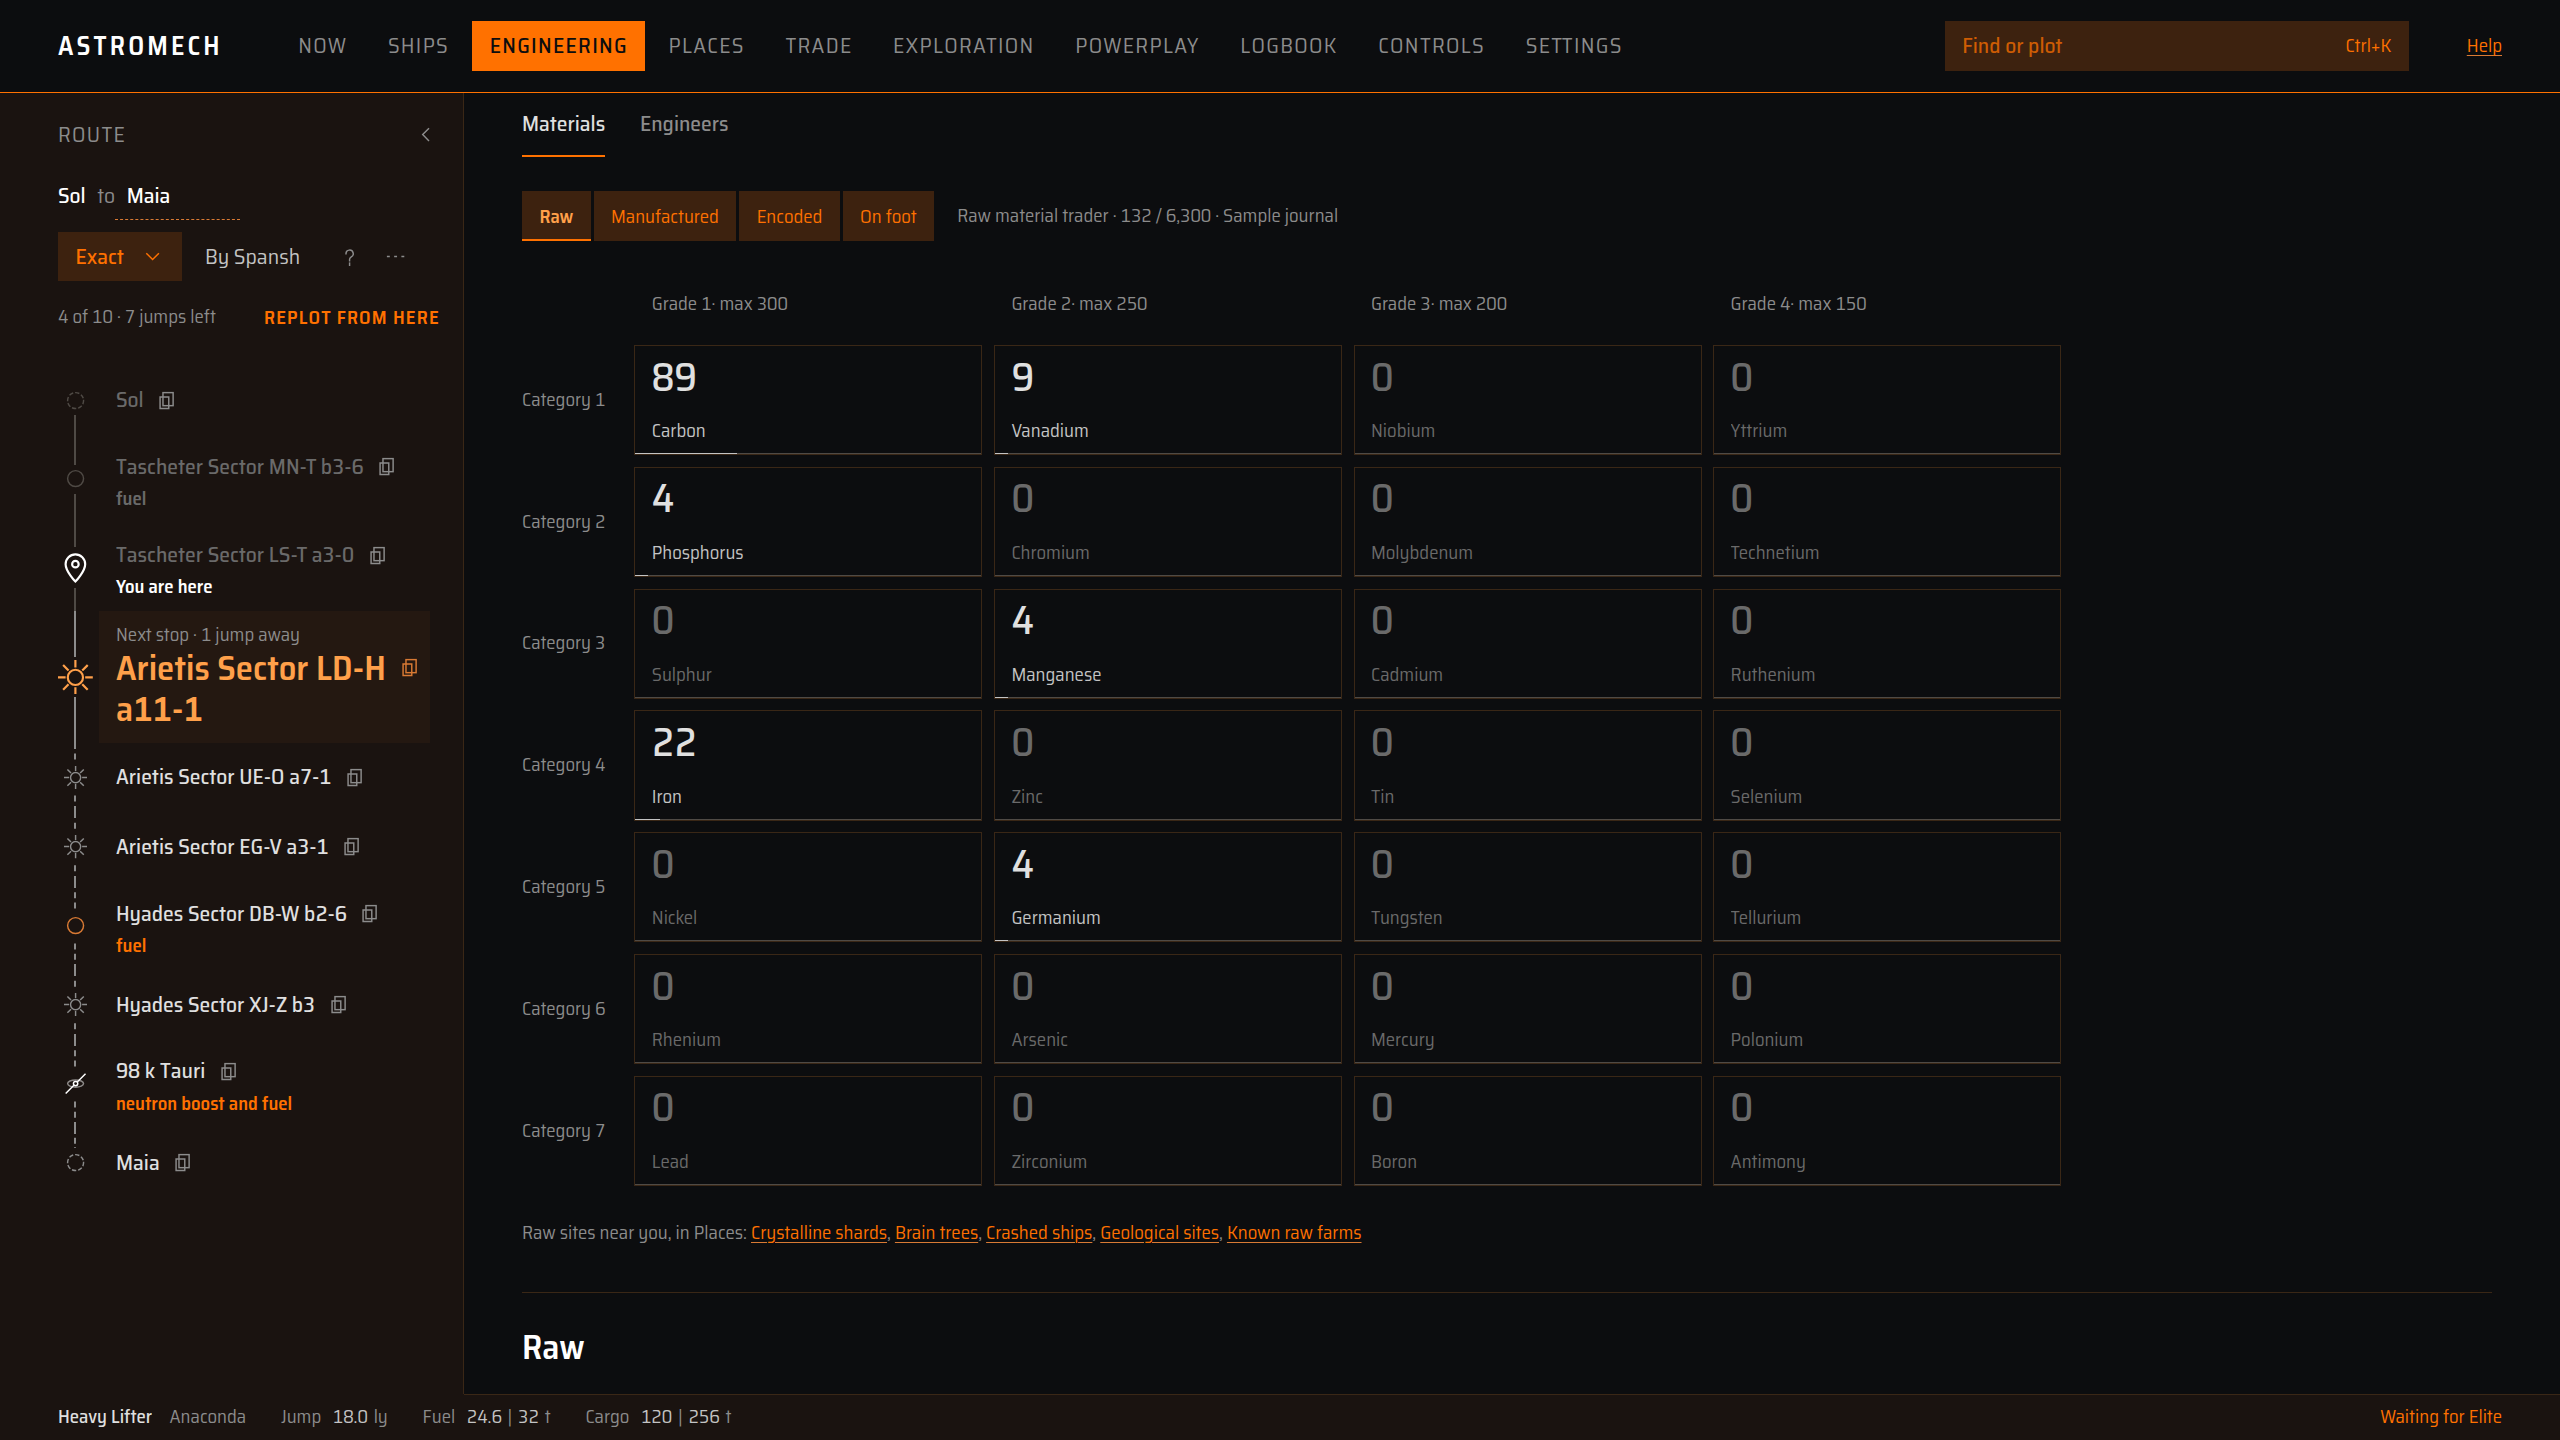 ASTROMECH NOW SHIPS ENGINEERING PLACES TRADE EXPLORATION POWERPLAY LOGBOOK CONTROLS SETTINGS Find or plot Ctrl+K Help
ROUTE
Sol to Maia
Exact By Spansh ? ...
4 of 10 · 7 jumps left REPLOT FROM HERE
Sol
Tascheter Sector MN-T b3-6
fuel
Tascheter Sector LS-T a3-0
You are here
Next stop · 1 jump away
Arietis Sector LD-H
a11-1
Arietis Sector UE-O a7-1
Arietis Sector EG-V a3-1
Hyades Sector DB-W b2-6
fuel
Hyades Sector XJ-Z b3
98 k Tauri
neutron boost and fuel
Maia
Materials Engineers
Raw Manufactured Encoded On foot Raw material trader · 132 / 6,300 · Sample journal
Grade 1· max 300 Grade 2· max 250 Grade 3· max 200 Grade 4· max 150
89 9 0 0
Category 1
Carbon Vanadium Niobium Yttrium
4 0 0 0
Category 2
Phosphorus Chromium Molybdenum Technetium
0 4 0 0
Category 3
Sulphur Manganese Cadmium Ruthenium
22 0 0 0
Category 4
Iron Zinc Tin Selenium
0 4 0 0
Category 5
Nickel Germanium Tungsten Tellurium
0 0 0 0
Category 6
Rhenium Arsenic Mercury Polonium
0 0 0 0
Category 7
Lead Zirconium Boron Antimony
Raw sites near you, in Places: Crystalline shards, Brain trees, Crashed ships, Geological sites, Known raw farms
Raw
Heavy Lifter Anaconda Jump 18.0 ly Fuel 24.6 | 32 t Cargo 120 | 256 t Waiting for Elite